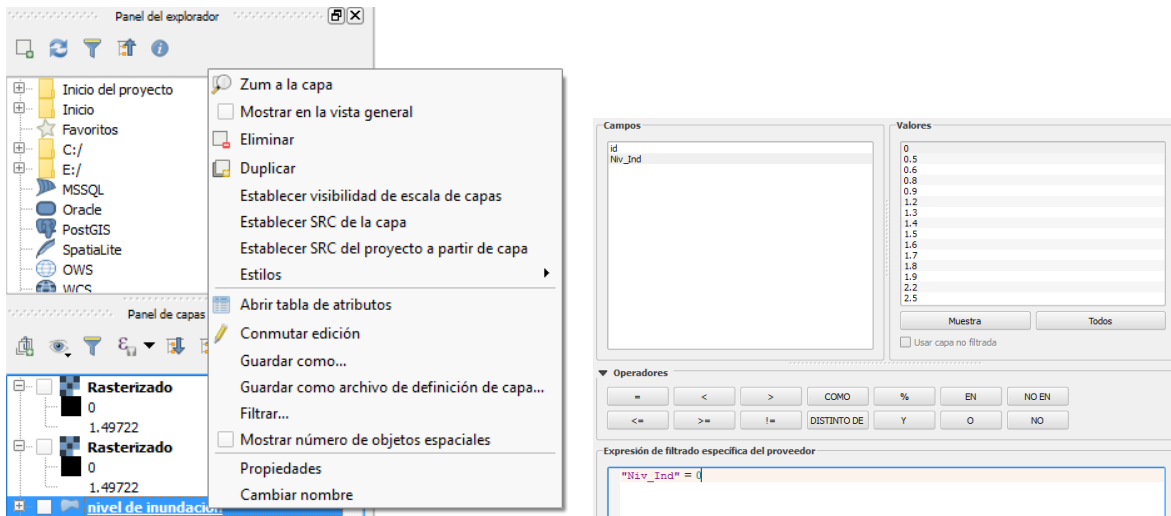 Panel del explorador
Inicio del proyecto
Inicio
Favoritos
C:/
E:/
MSSQL
Oracle
PostGIS
SpatiaLite
OWS
WCS
Panel de capas
Rasterizado
0
1.49722
Rasterizado
0
1.49722
nivel de inundación
Zum a la capa
Mostrar en la vista general
Eliminar
Duplicar
Establecer visibilidad de escala de capas
Establecer SRC de la capa
Establecer SRC del proyecto a partir de capa
Estilos
Abrir tabla de atributos
Conmutar edición
Guardar como...
Guardar como archivo de definición de capa...
Filtrar...
Mostrar número de objetos espaciales
Propiedades
Cambiar nombre
Campos
id
Niv_Ind
Valores
0
0.5
0.6
0.8
0.9
1.2
1.3
1.4
1.5
1.6
1.7
1.8
1.9
2.2
2.5
Muestra Todos
Usar capa no filtrada
Operadores
= < > COMO % EN NO EN
<= >= != DISTINTO DE Y O NO
Expresión de filtrado específica del proveedor
"Niv_Ind" = 0